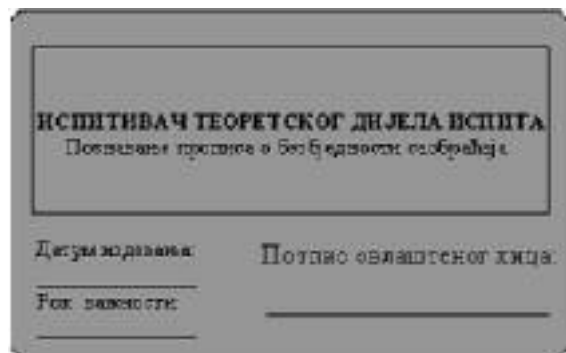 ИСПИТИВАЧ ТЕОРЕТСКОГ ДИЈЕЛА ИСПИТА
Познавање прописа о безбједности саобраћаја
Датум издавања:
Потпис овлаштеног лица:
Рок важности: